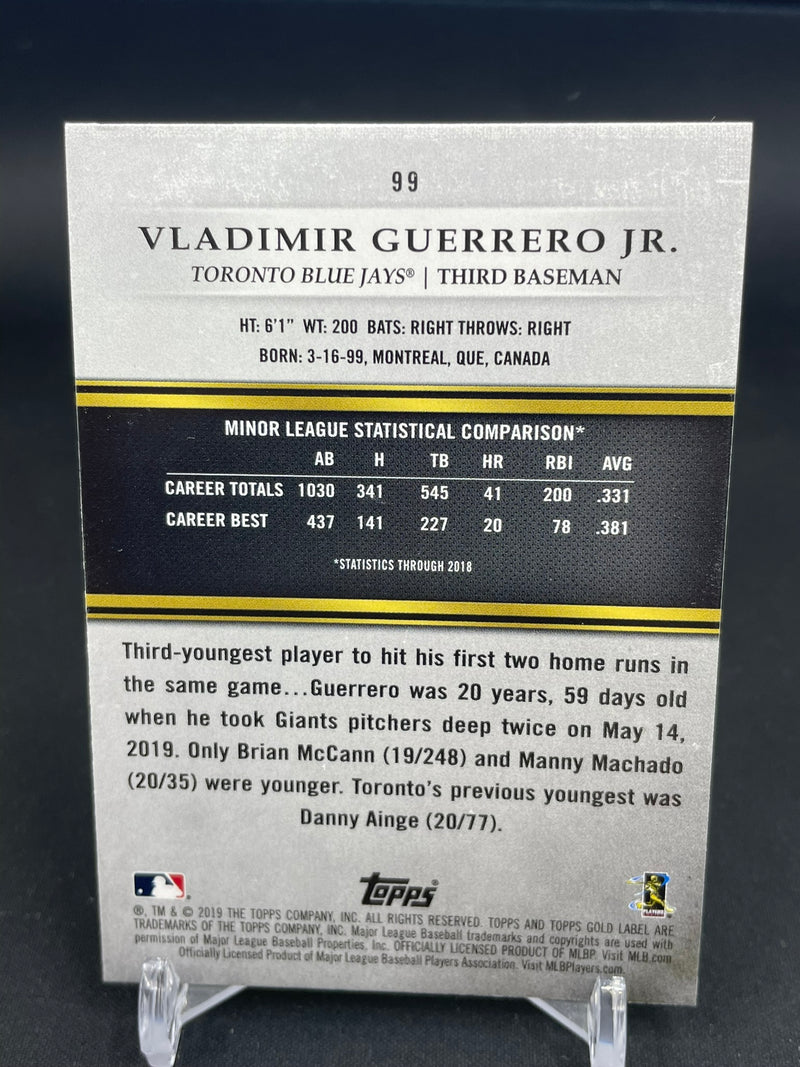 99
VLADIMIR GUERRERO JR.
TORONTO BLUE JAYS® | THIRD BASEMAN
HT: 6'1" WT: 200 BATS: RIGHT THROWS: RIGHT
BORN: 3-16-99, MONTREAL, QUE, CANADA
MINOR LEAGUE STATISTICAL COMPARISON*
AB H TB HR RBI AVG
CAREER TOTALS 1030 341 545 41 200 .331
CAREER BEST 437 141 227 20 78 .381
*STATISTICS THROUGH 2018
Third-youngest player to hit his first two home runs in
the same game...Guerrero was 20 years, 59 days old
when he took Giants pitchers deep twice on May 14,
2019. Only Brian McCann (19/248) and Manny Machado
(20/35) were younger. Toronto's previous youngest was
Danny Ainge (20/77).
Topps®
PLAYERS
®, TM & © 2019 THE TOPPS COMPANY, INC. ALL RIGHTS RESERVED. TOPPS AND TOPPS GOLD LABEL ARE
TRADEMARKS OF THE TOPPS COMPANY, INC. Major League Baseball trademarks and copyrights are used with
permission of Major League Baseball Properties, Inc. OFFICIALLY LICENSED PRODUCT OF MLBP. Visit MLB.com
Officially Licensed Product of Major League Baseball Players Association. Visit MLBPlayers.com.